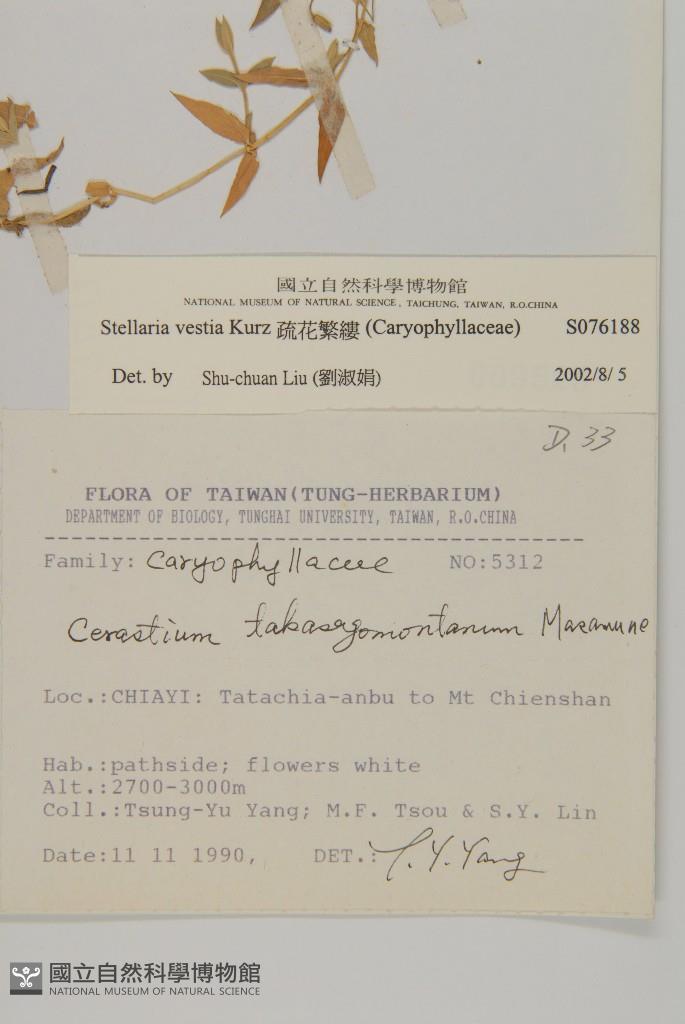 國立自然科學博物館
NATIONAL MUSEUM OF NATURAL SCIENCE, TAICHUNG, TAIWAN, R.O.CHINA
Stellaria vestia Kurz 疏花繁縷 (Caryophyllaceae) S076188
Det. by Shu-chuan Liu (劉淑娟) 2002/8/5
D, 33
FLORA OF TAIWAN(TUNG-HERBARIUM)
DEPARTMENT OF BIOLOGY, TUNGHAI UNIVERSITY, TAIWAN, R.O.CHINA
Family: Caryophyllaceae NO:5312
Cerastium takasagomontanum Masamune
Loc.:CHIAYI: Tatachia-anbu to Mt Chienshan
Hab.:pathside; flowers white
Alt.:2700-3000m
Coll.:Tsung-Yu Yang; M.F. Tsou & S.Y. Lin
Date:11 11 1990, DET.: T. Y. Yang
國立自然科學博物館
NATIONAL MUSEUM OF NATURAL SCIENCE